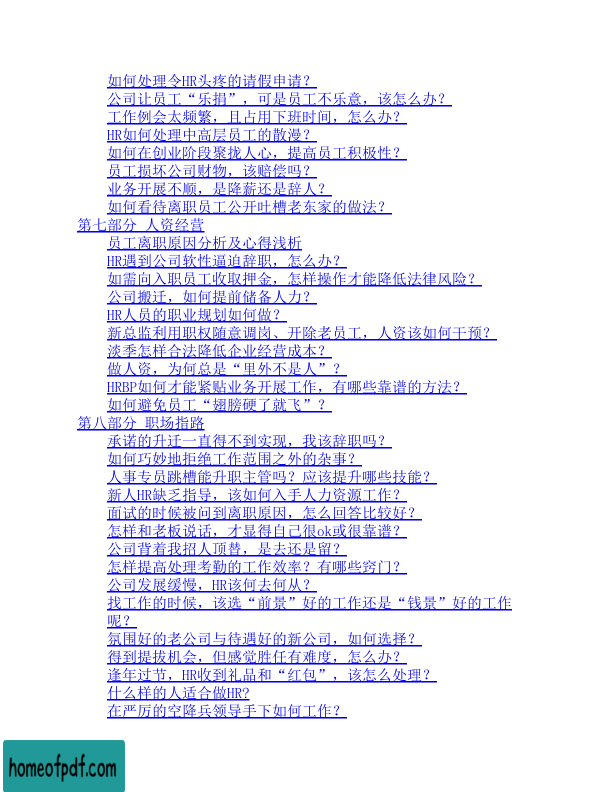 如何处理令HR头疼的请假申请？
公司让员工“乐捐”，可是员工不乐意，该怎么办？
工作例会太频繁，且占用下班时间，怎么办？
HR如何处理中高层员工的散漫？
如何在创业阶段聚拢人心，提高员工积极性？
员工损坏公司财物，该赔偿吗？
业务开展不顺，是降薪还是辞人？
如何看待离职员工公开吐槽老东家的做法？
第七部分 人资经营
员工离职原因分析及心得浅析
HR遇到公司软性逼迫辞职，怎么办？
如需向入职员工收取押金，怎样操作才能降低法律风险？
公司搬迁，如何提前储备人力？
HR人员的职业规划如何做？
新总监利用职权随意调岗、开除老员工，人资该如何干预？
淡季怎样合法降低企业经营成本？
做人资，为何总是“里外不是人”？
HRBP如何才能紧贴业务开展工作，有哪些靠谱的方法？
如何避免员工“翅膀硬了就飞”？
第八部分 职场指路
承诺的升迁一直得不到实现，我该辞职吗？
如何巧妙地拒绝工作范围之外的杂事？
人事专员跳槽能升职主管吗？应该提升哪些技能？
新人HR缺乏指导，该如何入手人力资源工作？
面试的时候被问到离职原因，怎么回答比较好？
怎样和老板说话，才显得自己很ok或很靠谱？
公司背着我招人顶替，是去还是留？
怎样提高处理考勤的工作效率？有哪些窍门？
公司发展缓慢，HR该何去何从？
找工作的时候，该选“前景”好的工作还是“钱景”好的工作
呢？
氛围好的老公司与待遇好的新公司，如何选择？
得到提拔机会，但感觉胜任有难度，怎么办？
逢年过节，HR收到礼品和“红包”，该怎么处理？
什么样的人适合做HR?
在严厉的空降兵领导手下如何工作？
homeofpdf.com